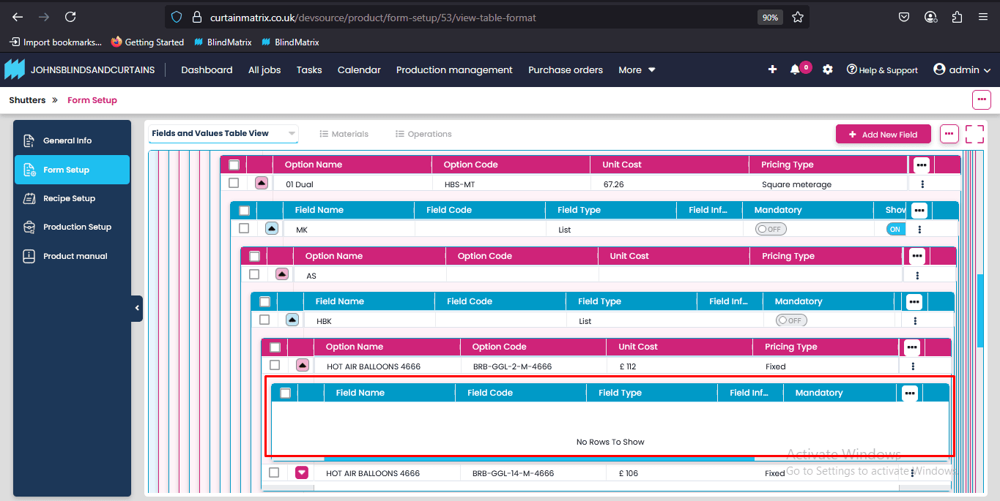 curtainmatrix.co.uk/devsource/product/form-setup/53/view-table-format 90%
Import bookmarks... Getting Started BlindMatrix BlindMatrix
JOHNSBLINDSANDCURTAINS Dashboard All jobs Tasks Calendar Production management Purchase orders More 0 Help & Support admin
Shutters » Form Setup
General Info
Form Setup
Recipe Setup
Production Setup
Product manual
Fields and Values Table View Materials Operations + Add New Field
Option Name Option Code Unit Cost Pricing Type
01 Dual HBS-MT 67.26 Square meterage
Field Name Field Code Field Type Field Inf... Mandatory Show
MK List OFF ON
Option Name Option Code Unit Cost Pricing Type
AS
Field Name Field Code Field Type Field Inf... Mandatory
HBK List OFF
Option Name Option Code Unit Cost Pricing Type
HOT AIR BALLOONS 4666 BRB-GGL-2-M-4666 £ 112 Fixed
Field Name Field Code Field Type Field Inf... Mandatory
No Rows To Show
HOT AIR BALLOONS 4666 BRB-GGL-14-M-4666 £ 106 Fixed
Activate Windows
Go to Settings to activate Windows.